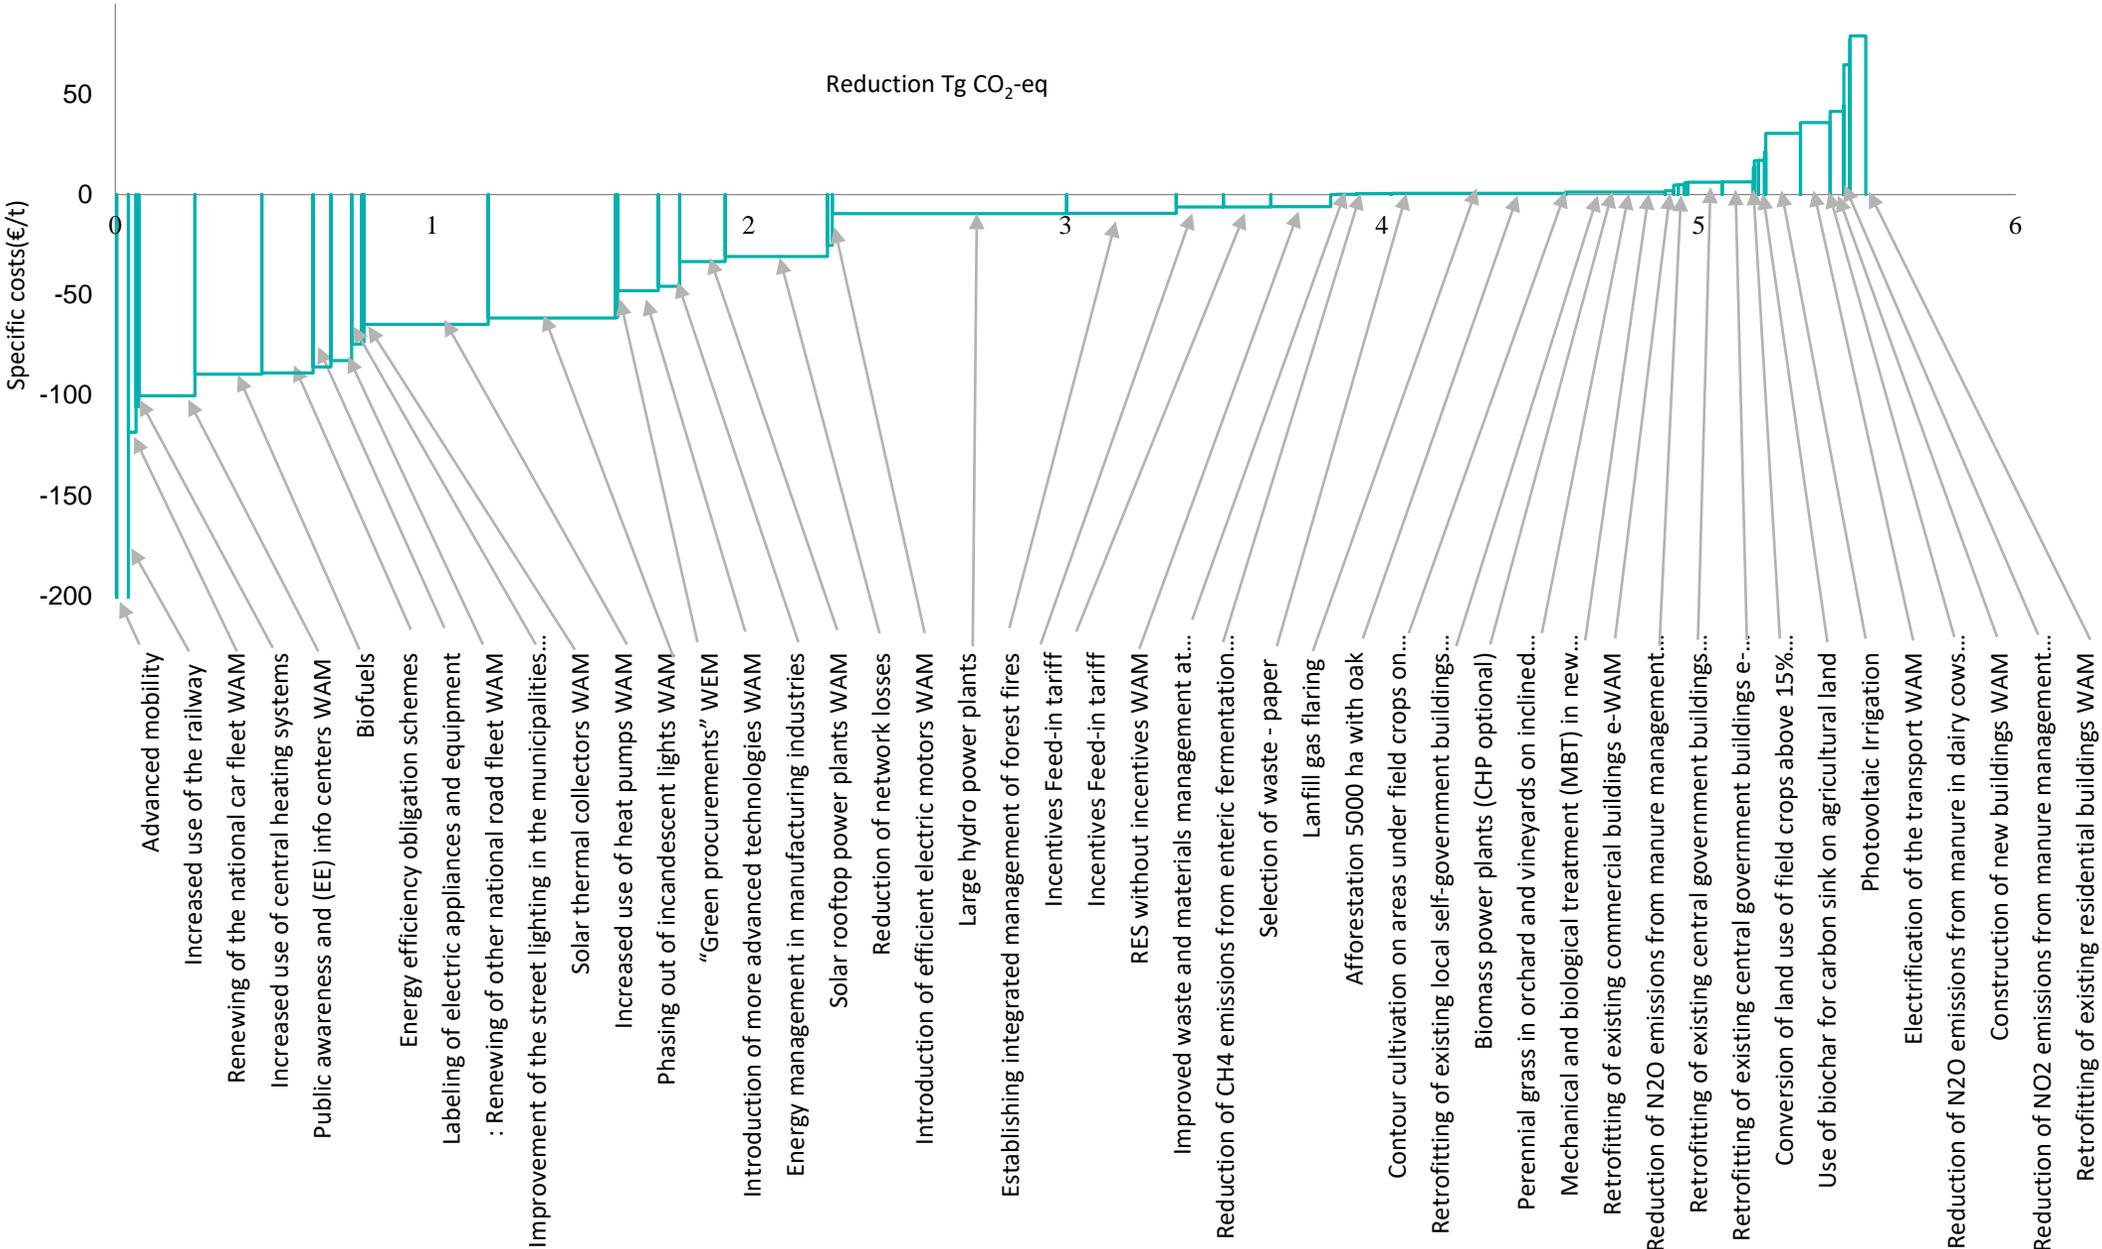 Reduction Tg CO₂-eq
Specific costs(€/t)
50
0
-50
-100
-150
-200
0
1
2
3
4
5
6
Advanced mobility
Increased use of the railway
Renewing of the national car fleet WAM
Increased use of central heating systems
Public awareness and (EE) info centers WAM
Biofuels
Energy efficiency obligation schemes
Labeling of electric appliances and equipment
: Renewing of other national road fleet WAM
Improvement of the street lighting in the municipalities...
Solar thermal collectors WAM
Increased use of heat pumps WAM
Phasing out of incandescent lights WAM
“Green procurements” WEM
Introduction of more advanced technologies WAM
Energy management in manufacturing industries
Solar rooftop power plants WAM
Reduction of network losses
Introduction of efficient electric motors WAM
Large hydro power plants
Establishing integrated management of forest fires
Incentives Feed-in tariff
Incentives Feed-in tariff
RES without incentives WAM
Improved waste and materials management at...
Reduction of CH4 emissions from enteric fermentation...
Selection of waste - paper
Lanfill gas flaring
Afforestation 5000 ha with oak
Contour cultivation on areas under field crops on...
Retrofitting of existing local self-government buildings...
Biomass power plants (CHP optional)
Perennial grass in orchard and vineyards on inclined...
Mechanical and biological treatment (MBT) in new...
Retrofitting of existing commercial buildings e-WAM
Reduction of N2O emissions from manure management...
Retrofitting of existing central government buildings...
Retrofitting of existing central government buildings e-...
Conversion of land use of field crops above 15%...
Use of biochar for carbon sink on agricultural land
Photovoltaic Irrigation
Electrification of the transport WAM
Reduction of N2O emissions from manure in dairy cows...
Construction of new buildings WAM
Reduction of NO2 emissions from manure management...
Retrofitting of existing residential buildings WAM